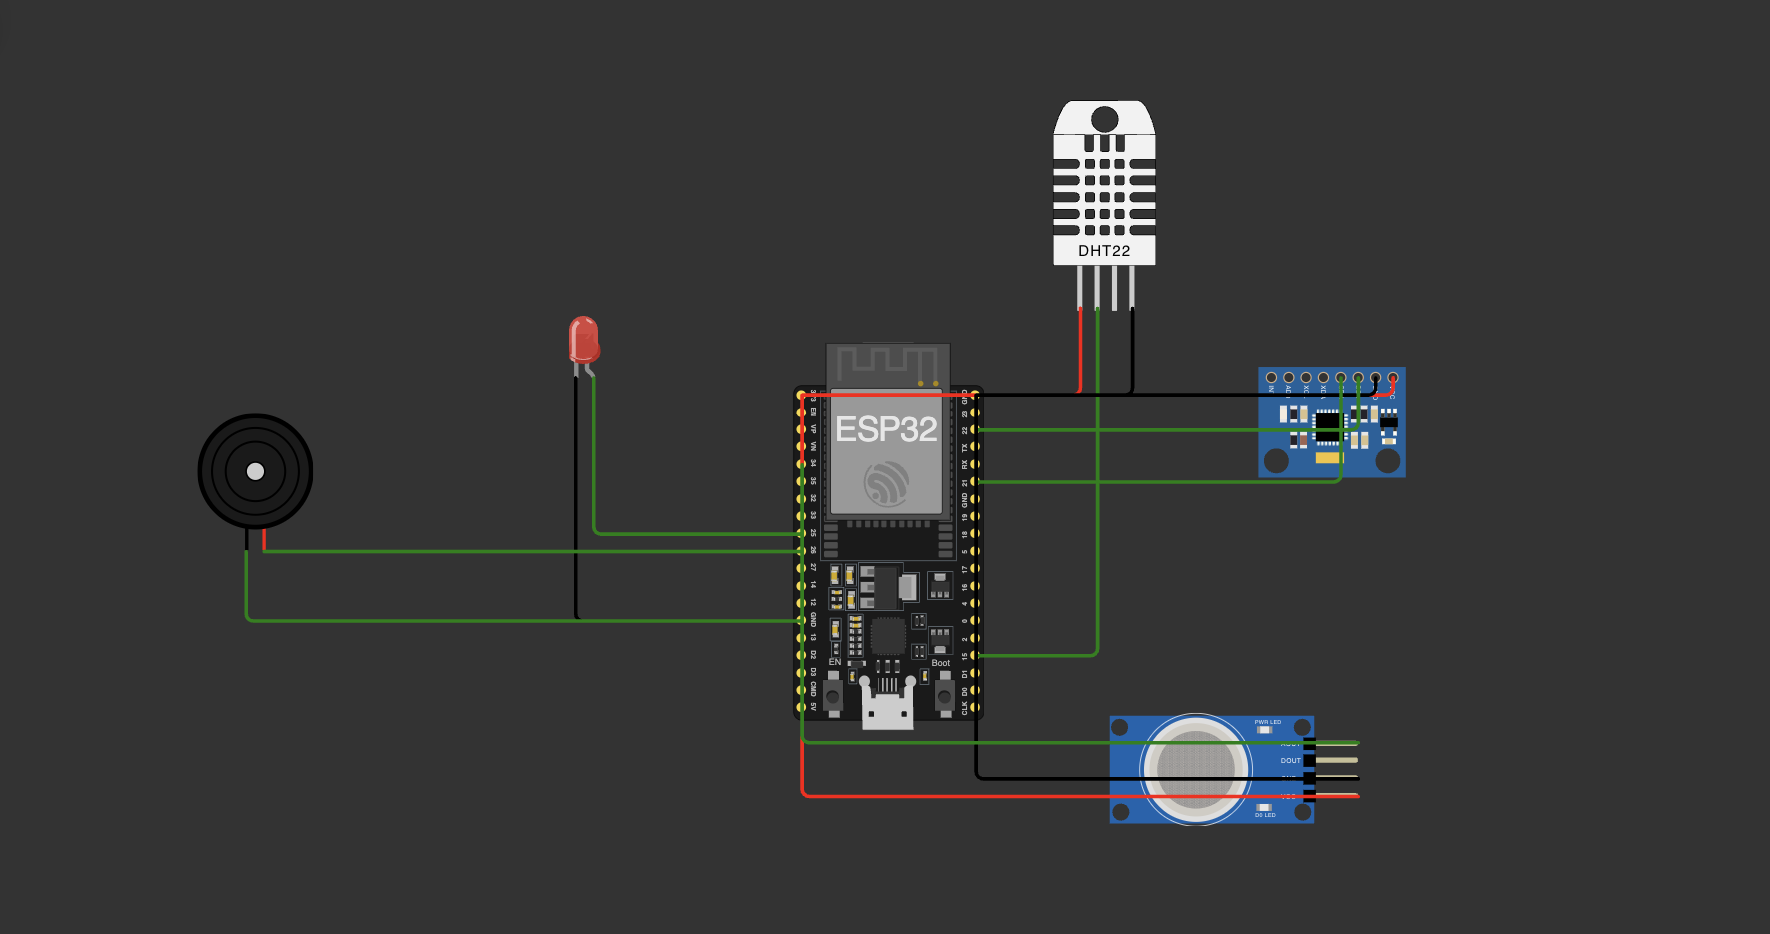 DHT22
ESP32
EN
VP
VN
34
35
32
33
25
26
27
14
12
GND
13
D2
D3
CMD
5V
GND
23
22
TX
RX
21
GND
19
18
5
17
16
4
0
2
15
D1
D0
CLK
EN
Boot
PWR LED
DOUT
D0 LED